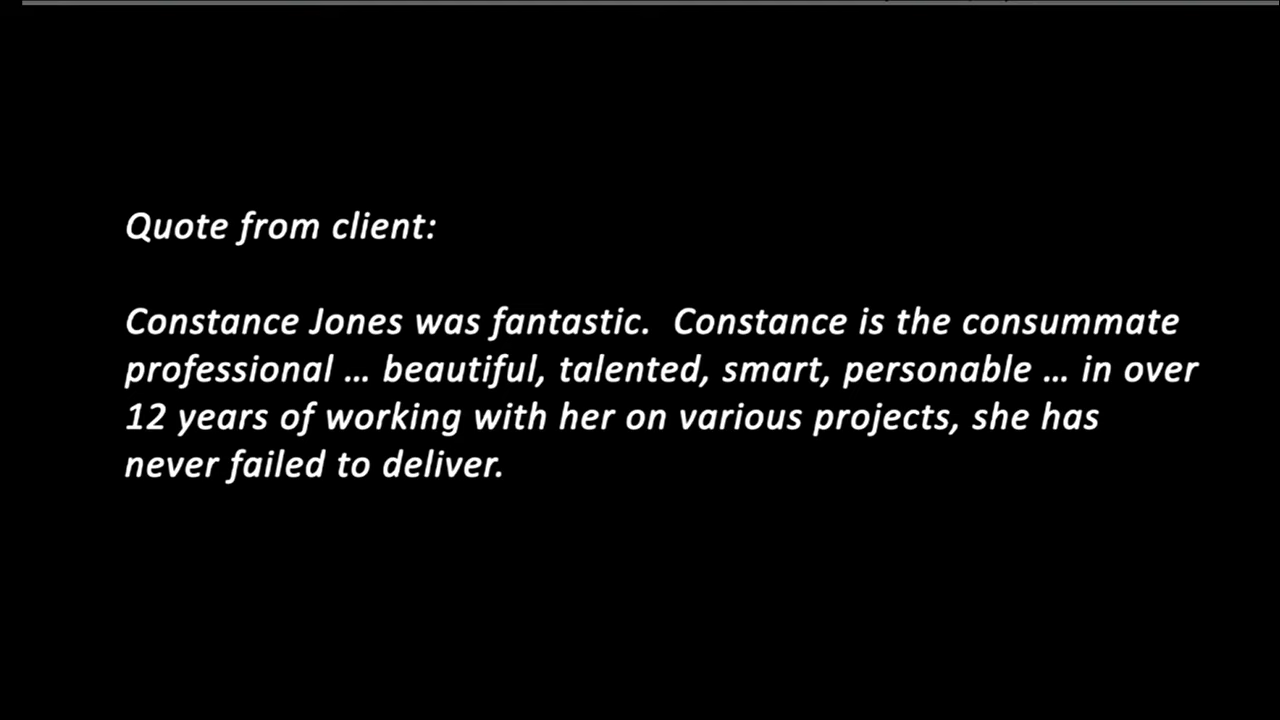 Quote from client:
Constance Jones was fantastic.  Constance is the consummate
professional ... beautiful, talented, smart, personable ... in over
12 years of working with her on various projects, she has
never failed to deliver.